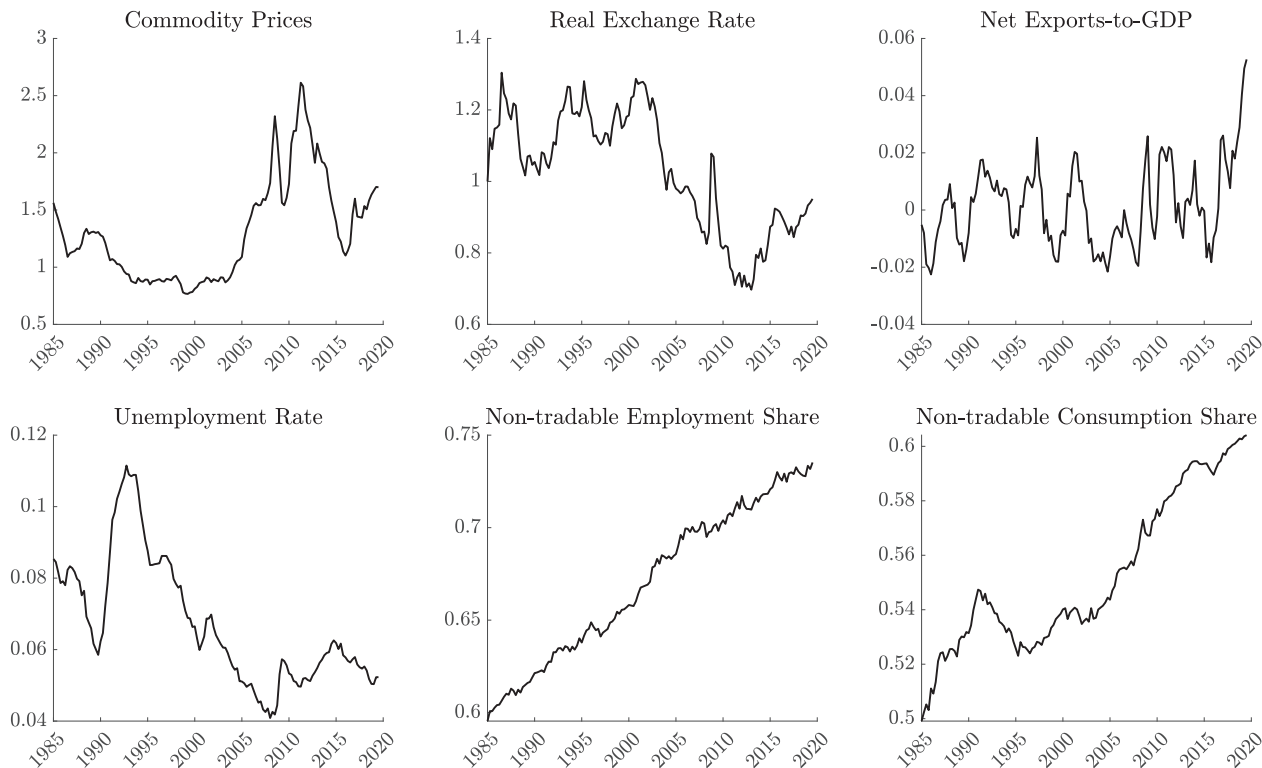 Commodity Prices
3
2.5
2
1.5
1
0.5
1985 1990 1995 2000 2005 2010 2015 2020
Real Exchange Rate
1.4
1.2
1
0.8
0.6
1985 1990 1995 2000 2005 2010 2015 2020
Net Exports-to-GDP
0.06
0.04
0.02
0
-0.02
-0.04
1985 1990 1995 2000 2005 2010 2015 2020
Unemployment Rate
0.12
0.1
0.08
0.06
0.04
1985 1990 1995 2000 2005 2010 2015 2020
Non-tradable Employment Share
0.75
0.7
0.65
0.6
1985 1990 1995 2000 2005 2010 2015 2020
Non-tradable Consumption Share
0.6
0.58
0.56
0.54
0.52
0.5
1985 1990 1995 2000 2005 2010 2015 2020